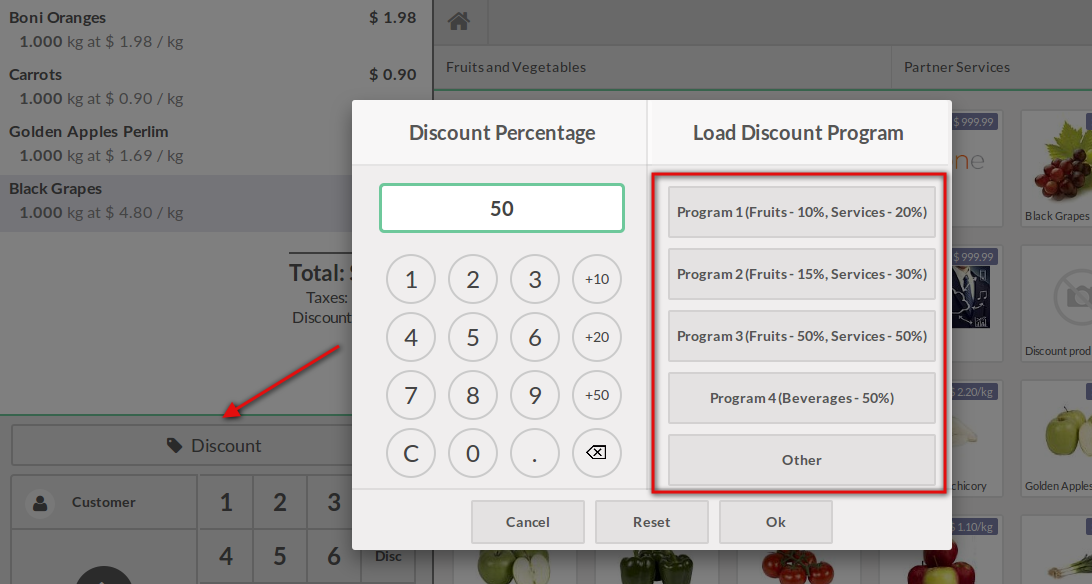 Boni Oranges $ 1.98
1.000 kg at $ 1.98 / kg
Carrots $ 0.90
1.000 kg at $ 0.90 / kg
Golden Apples Perlim
1.000 kg at $ 1.69 / kg
Black Grapes
1.000 kg at $ 4.80 / kg
Total:
Taxes:
Discount
Discount
Customer
1 2 3
4 5 6 Disc
Fruits and Vegetables
Partner Services
Discount Percentage
50
1 2 3 +10
4 5 6 +20
7 8 9 +50
C 0 .
Load Discount Program
Program 1 (Fruits - 10%, Services - 20%)
Program 2 (Fruits - 15%, Services - 30%)
Program 3 (Fruits - 50%, Services - 50%)
Program 4 (Beverages - 50%)
Other
Cancel Reset Ok
$ 999.99
ne
Black Grapes
$ 999.99
Discount prod
$ 2.20/kg
chicory
Golden Apples
$ 1.10/kg